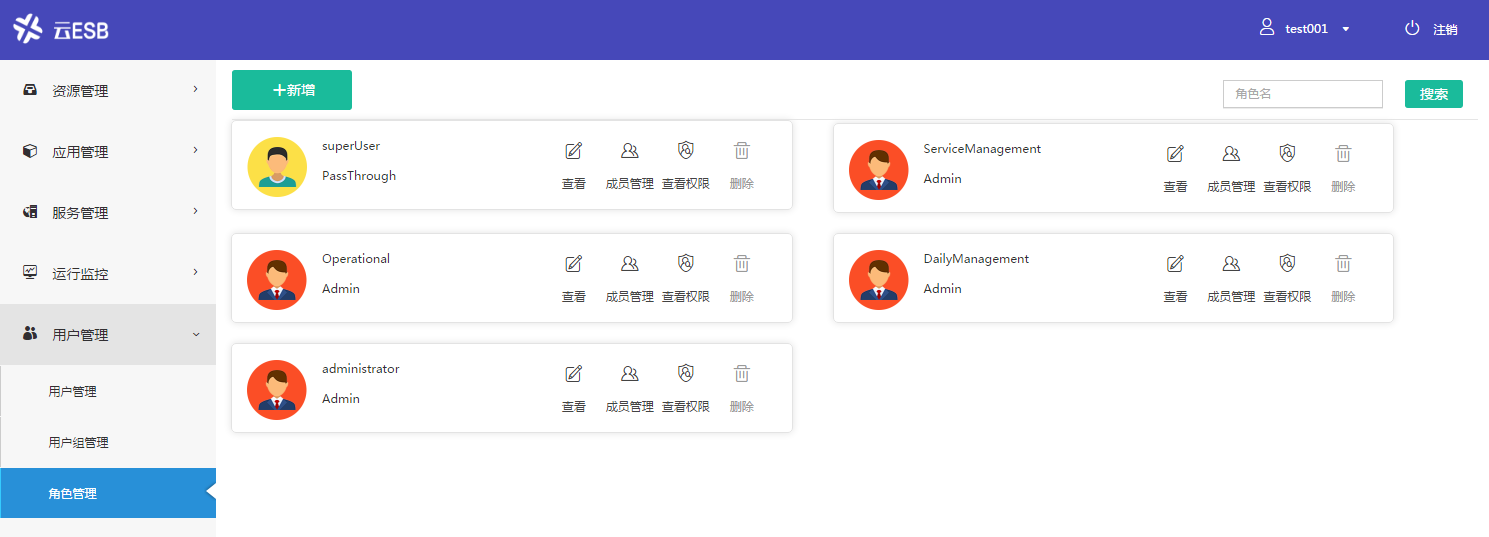 云ESB
test001
注销
资源管理
应用管理
服务管理
运行监控
用户管理
用户管理
用户组管理
角色管理
+新增
角色名
搜索
superUser
PassThrough
查看
成员管理
查看权限
删除
ServiceManagement
Admin
查看
成员管理
查看权限
删除
Operational
Admin
查看
成员管理
查看权限
删除
DailyManagement
Admin
查看
成员管理
查看权限
删除
administrator
Admin
查看
成员管理
查看权限
删除